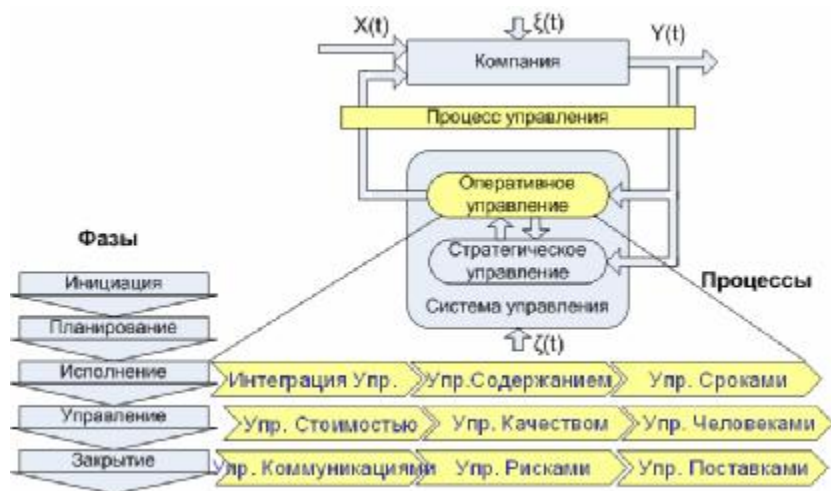 X(t)
ξ(t)
Y(t)
Компания
Процесс управления
Оперативное
управление
Стратегическое
управление
Система управления
ζ(t)
Фазы
Процессы
Инициация
Планирование
Исполнение
Интеграция Упр.
Упр.Содержанием
Упр. Сроками
Управление
Упр. Стоимостью
Упр. Качеством
Упр. Человеками
Закрытие
Упр. Коммуникациями
Упр. Рисками
Упр. Поставками